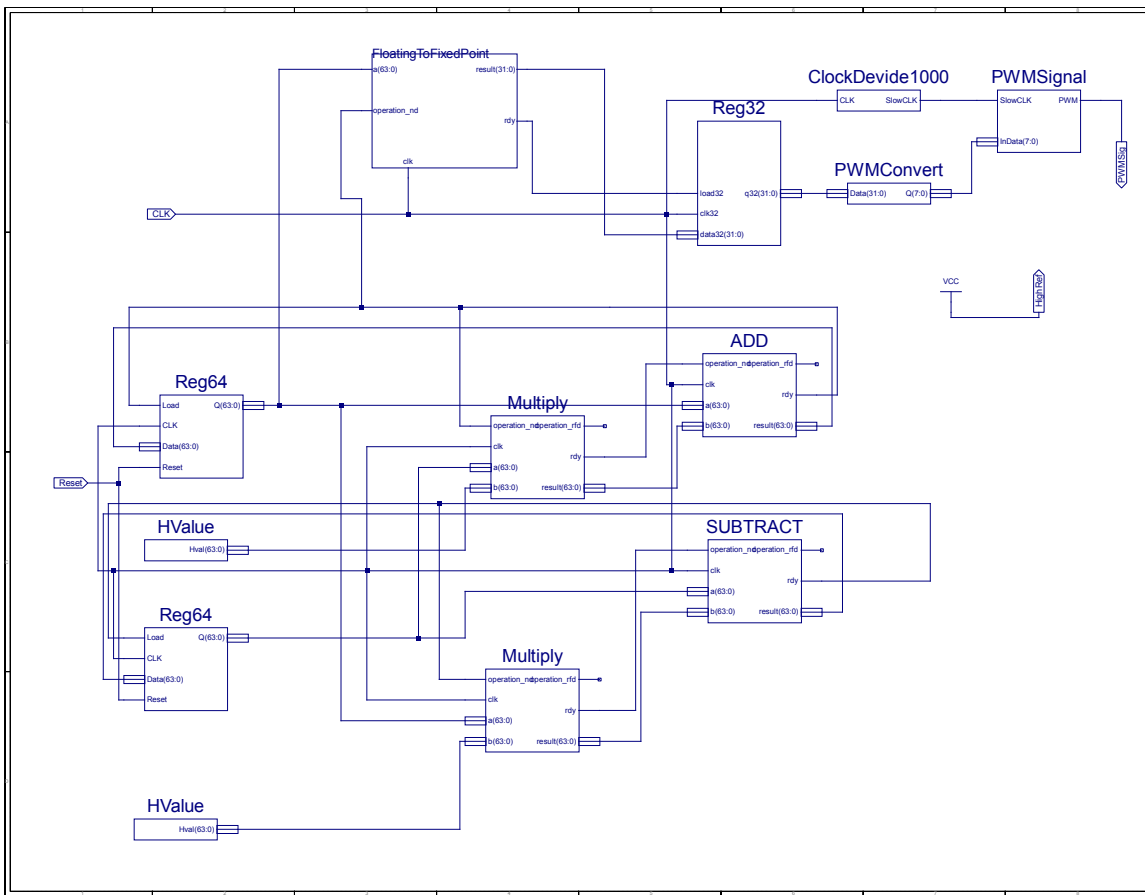 FloatingToFixedPoint
a(63:0)
result(31:0)
operation_nd
rdy
clk
ClockDevide1000
CLK
SlowCLK
PWMSignal
SlowCLK
PWM
InData(7:0)
PWMSig
Reg32
load32
q32(31:0)
clk32
data32(31:0)
PWMConvert
Data(31:0)
Q(7:0)
CLK
VCC
HighRef
ADD
operation_nd
operation_rfd
clk
rdy
a(63:0)
b(63:0)
result(63:0)
Reg64
Load
Q(63:0)
CLK
Data(63:0)
Reset
Multiply
operation_nd
operation_rfd
clk
rdy
a(63:0)
b(63:0)
result(63:0)
Reset
HValue
Hval(63:0)
SUBTRACT
operation_nd
operation_rfd
clk
rdy
a(63:0)
b(63:0)
result(63:0)
Reg64
Load
Q(63:0)
CLK
Data(63:0)
Reset
Multiply
operation_nd
operation_rfd
clk
rdy
a(63:0)
b(63:0)
result(63:0)
HValue
Hval(63:0)